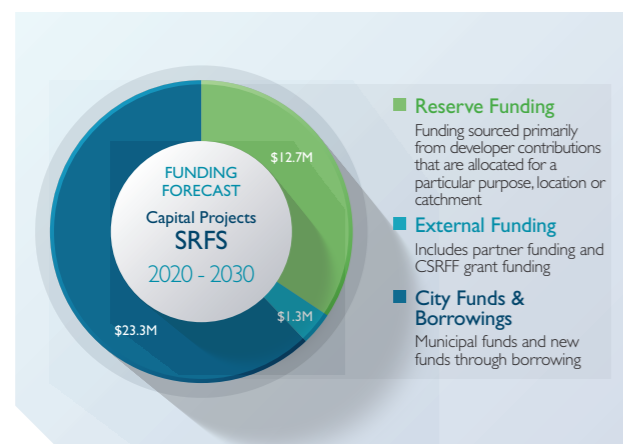 FUNDING
FORECAST
Capital Projects
SRFS
2020 - 2030
$12.7M
$1.3M
$23.3M
Reserve Funding
Funding sourced primarily
from developer contributions
that are allocated for a
particular purpose, location or
catchment
External Funding
Includes partner funding and
CSRFF grant funding
City Funds &
Borrowings
Municipal funds and new
funds through borrowing